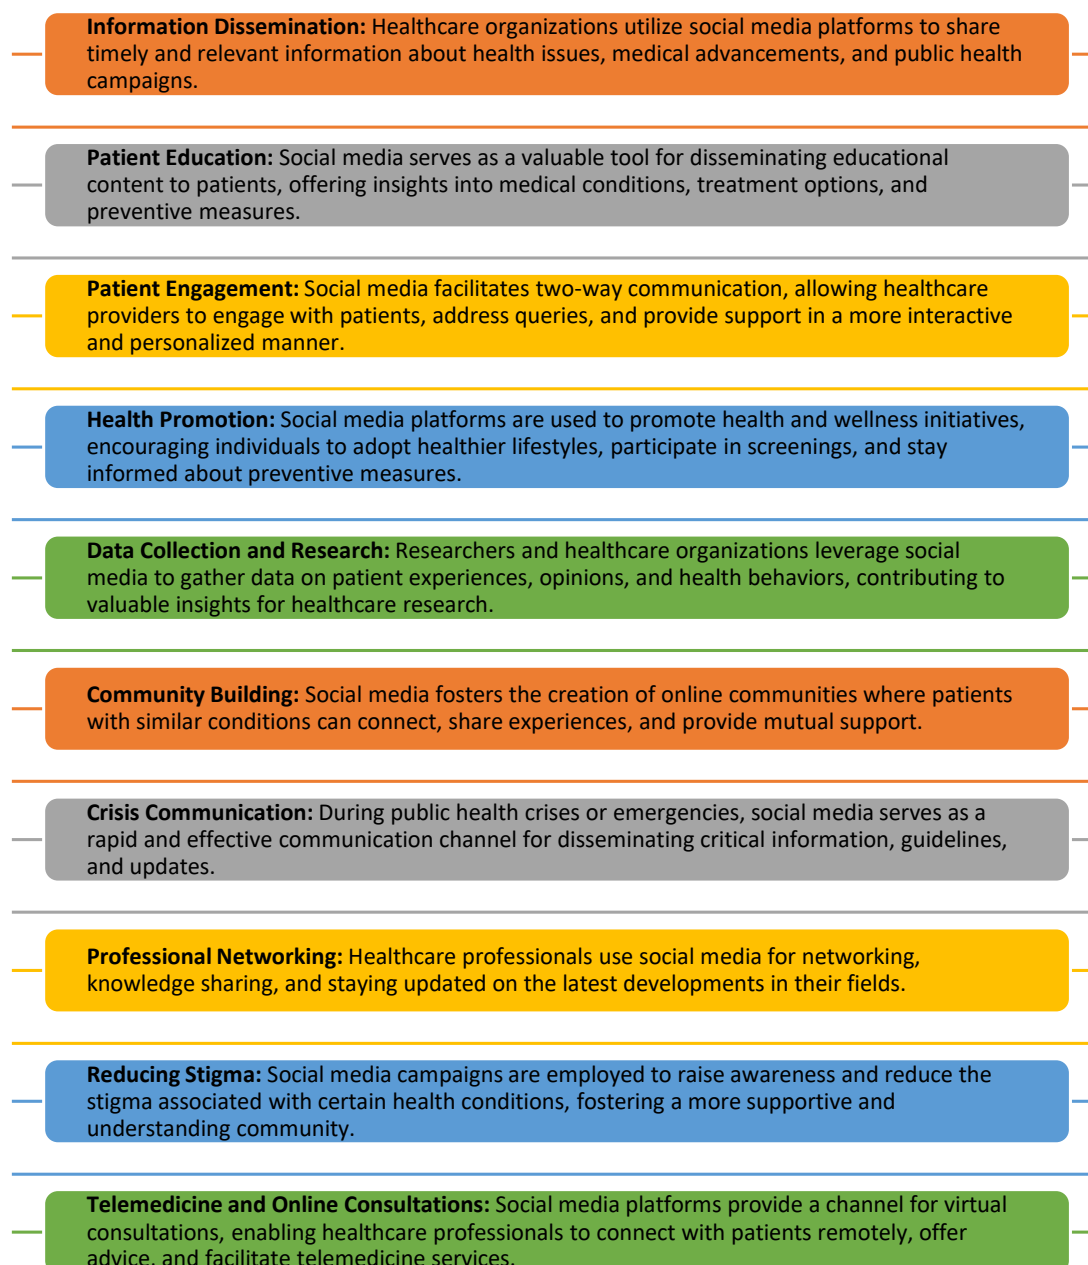 Information Dissemination: Healthcare organizations utilize social media platforms to share
timely and relevant information about health issues, medical advancements, and public health
campaigns.
Patient Education: Social media serves as a valuable tool for disseminating educational
content to patients, offering insights into medical conditions, treatment options, and
preventive measures.
Patient Engagement: Social media facilitates two-way communication, allowing healthcare
providers to engage with patients, address queries, and provide support in a more interactive
and personalized manner.
Health Promotion: Social media platforms are used to promote health and wellness initiatives,
encouraging individuals to adopt healthier lifestyles, participate in screenings, and stay
informed about preventive measures.
Data Collection and Research: Researchers and healthcare organizations leverage social
media to gather data on patient experiences, opinions, and health behaviors, contributing to
valuable insights for healthcare research.
Community Building: Social media fosters the creation of online communities where patients
with similar conditions can connect, share experiences, and provide mutual support.
Crisis Communication: During public health crises or emergencies, social media serves as a
rapid and effective communication channel for disseminating critical information, guidelines,
and updates.
Professional Networking: Healthcare professionals use social media for networking,
knowledge sharing, and staying updated on the latest developments in their fields.
Reducing Stigma: Social media campaigns are employed to raise awareness and reduce the
stigma associated with certain health conditions, fostering a more supportive and
understanding community.
Telemedicine and Online Consultations: Social media platforms provide a channel for virtual
consultations, enabling healthcare professionals to connect with patients remotely, offer
advice, and facilitate telemedicine services.